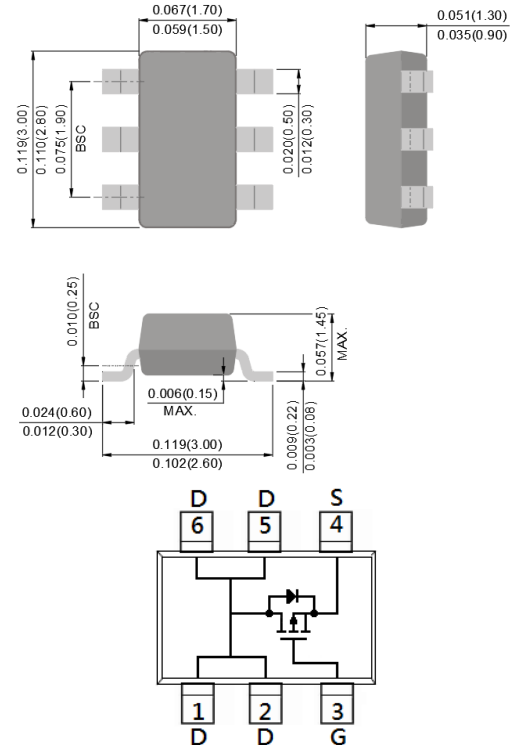 0.067(1.70)
0.059(1.50)
0.051(1.30)
0.035(0.90)
0.119(3.00)
0.110(2.80)
0.075(1.90)
BSC
0.020(0.50)
0.012(0.30)
0.010(0.25)
BSC
0.057(1.45)
MAX.
0.006(0.15)
MAX.
0.024(0.60)
0.012(0.30)
0.119(3.00)
0.102(2.60)
0.009(0.22)
0.003(0.08)
D D S
6 5 4
1 2 3
D D G